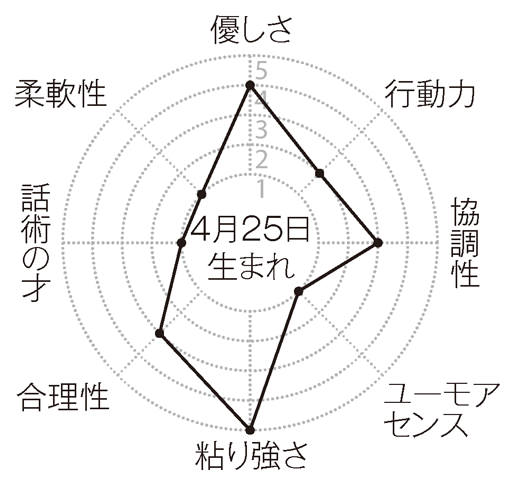 優しさ
行動力
協調性
ユーモア
センス
粘り強さ
合理性
話術の才
柔軟性
5
4
3
2
1
4月25日
生まれ